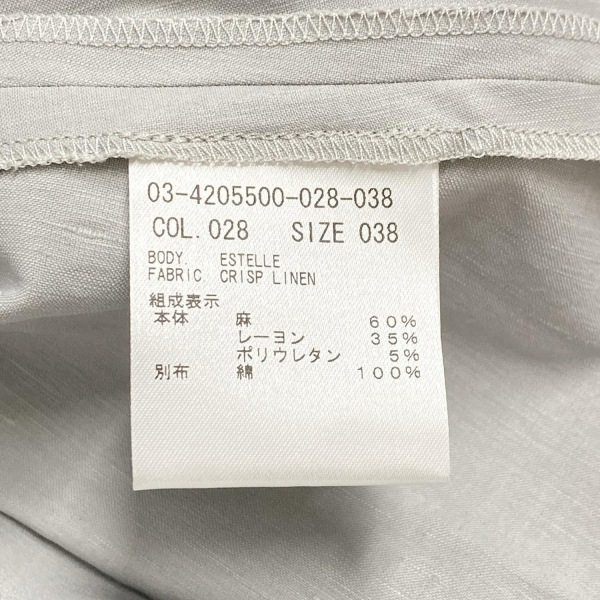 03-4205500-028-038
COL.028 SIZE 038
BODY. ESTELLE
FABRIC. CRISP LINEN
組成表示
本体 麻 60%
レーヨン 35%
ポリウレタン 5%
別布 綿 100%